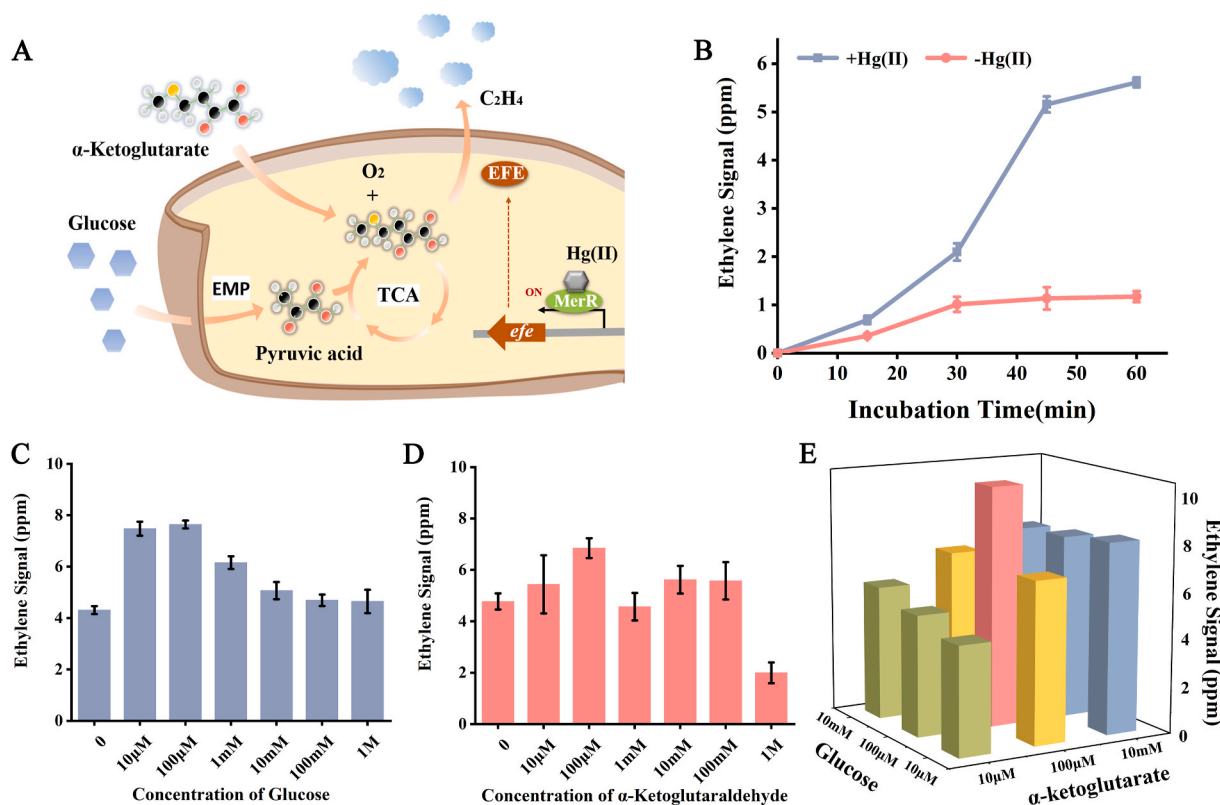 A
α-Ketoglutarate
Glucose
EMP
Pyruvic acid
O₂
+
TCA
C₂H₄
EFE
Hg(II)
ON
MerR
efe
B
+Hg(II)
-Hg(II)
Ethylene Signal (ppm)
6
5
4
3
2
1
0
0 10 20 30 40 50 60
Incubation Time(min)
C
Ethylene Signal (ppm)
10
8
6
4
2
0
0 10μM 100μM 1mM 10mM 100mM 1M
Concentration of Glucose
D
Ethylene Signal (ppm)
10
8
6
4
2
0
0 10μM 100μM 1mM 10mM 100mM 1M
Concentration of α-Ketoglutaraldehyde
E
10
8
6
4
2
0
Ethylene Signal (ppm)
10mM
100μM
10μM
Glucose
10μM
100μM
10mM
α-ketoglutarate